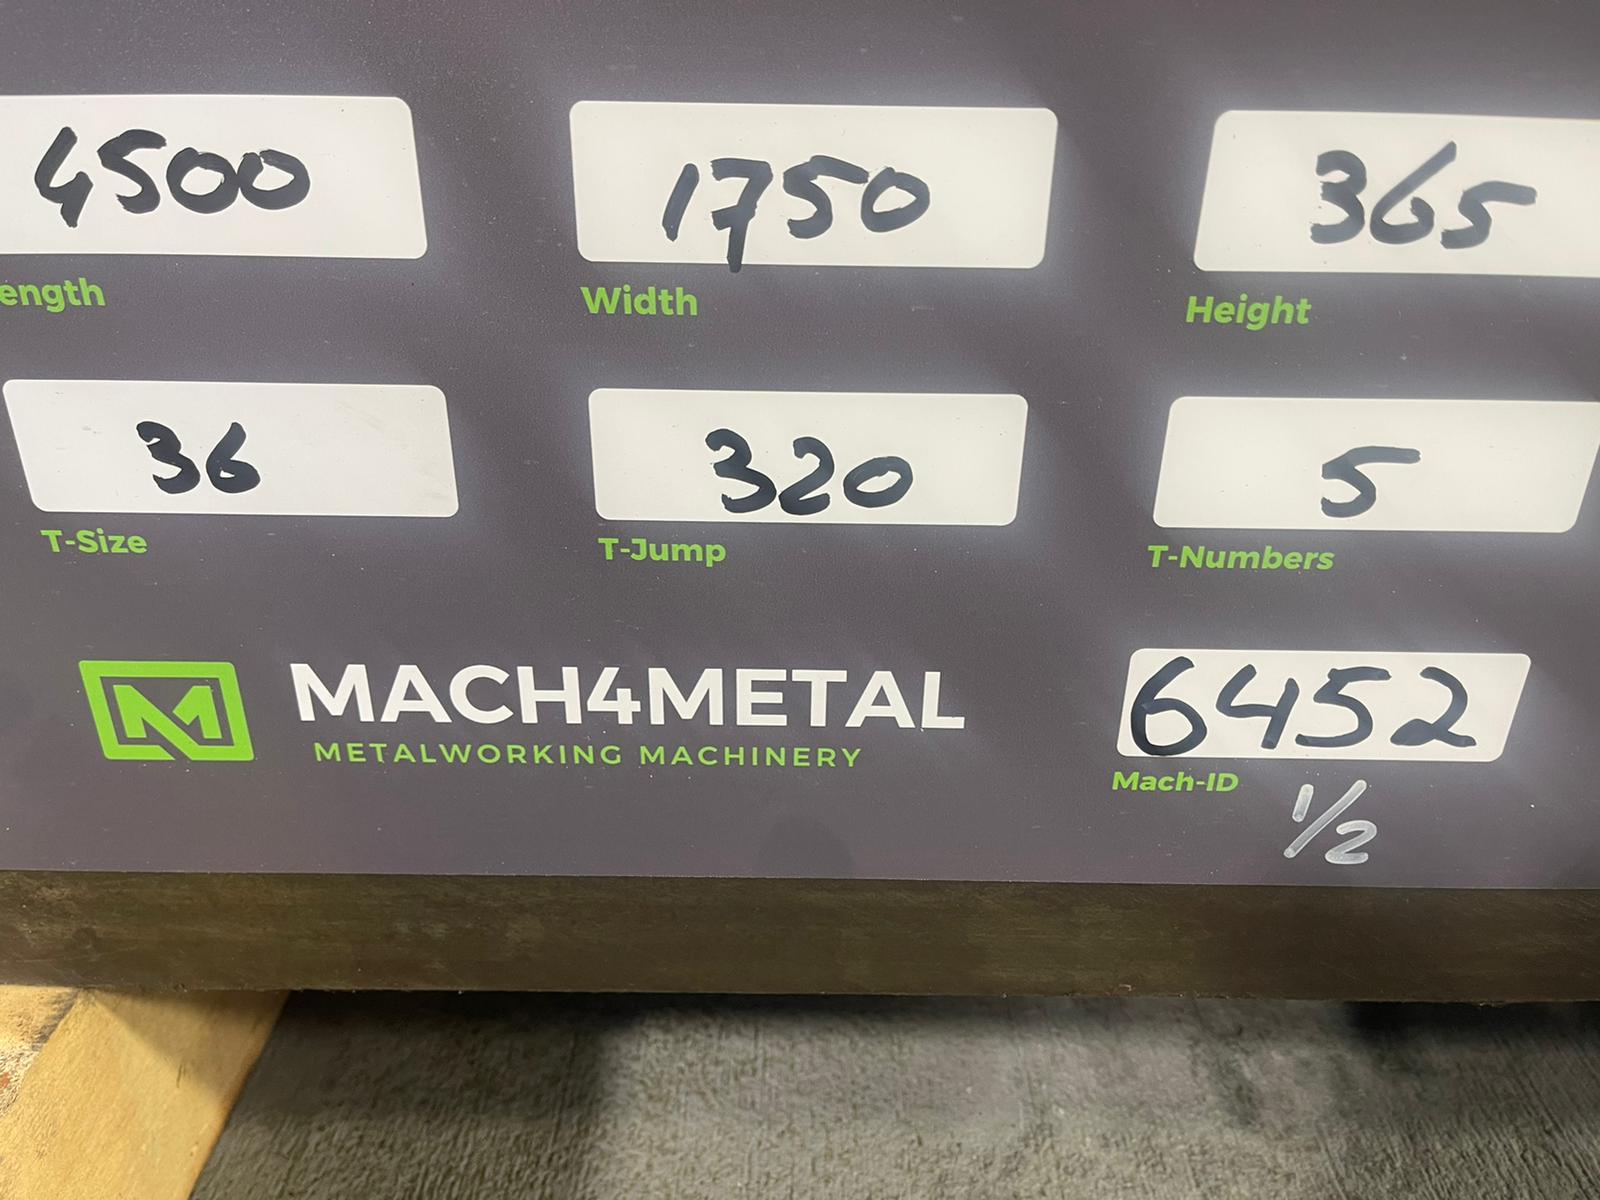 4500 1750 365
ength Width Height
36 320 5
T-Size T-Jump T-Numbers
MACH4METAL
METALWORKING MACHINERY
6452
Mach-ID
1/2